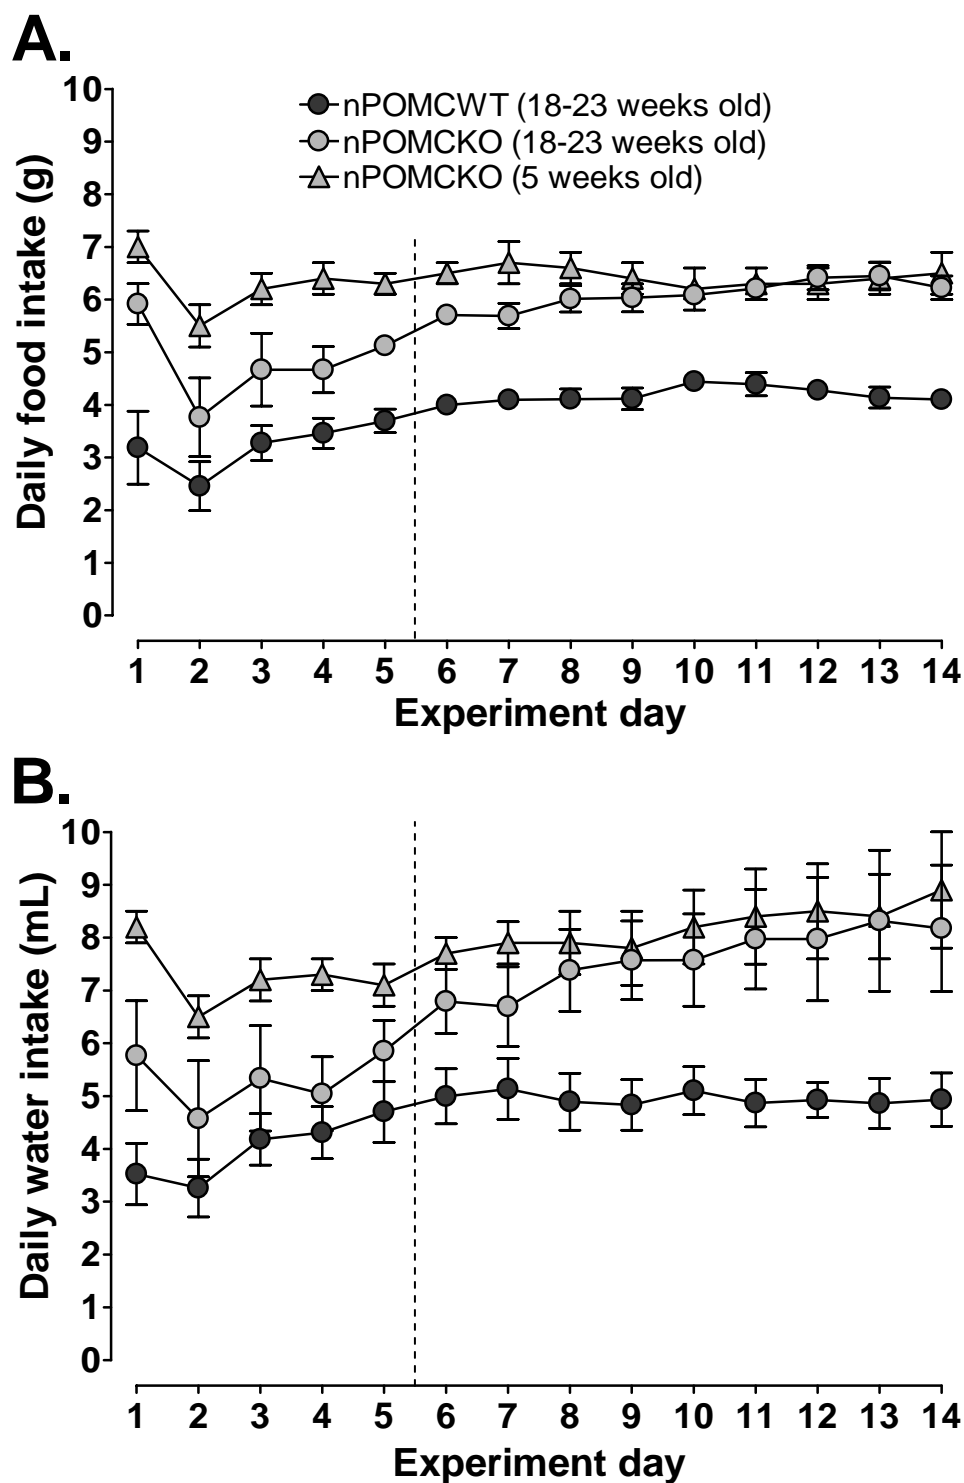 A.
10
9
8
7
6
5
4
3
2
1
0
Daily food intake (g)
nPOMCWT (18-23 weeks old)
nPOMCKO (18-23 weeks old)
nPOMCKO (5 weeks old)
1 2 3 4 5 6 7 8 9 10 11 12 13 14
Experiment day
B.
10
9
8
7
6
5
4
3
2
1
0
Daily water intake (mL)
1 2 3 4 5 6 7 8 9 10 11 12 13 14
Experiment day